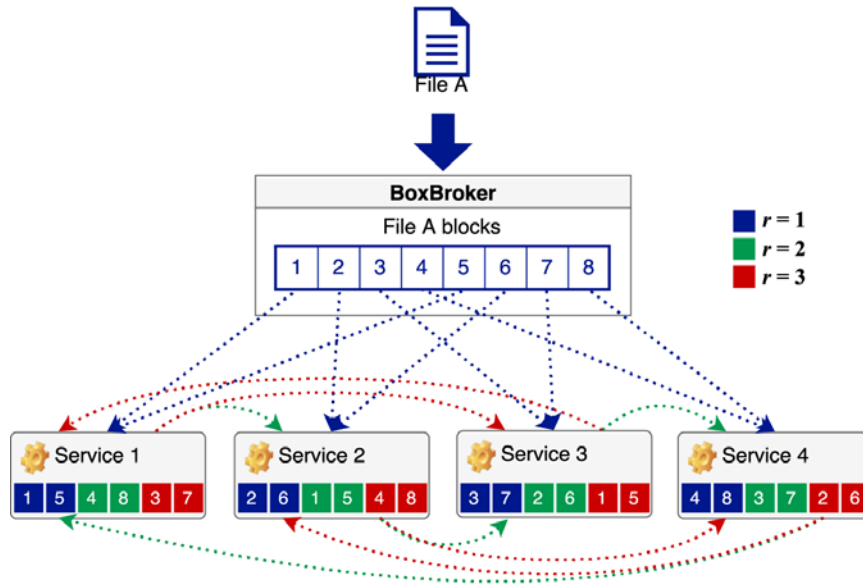 File A
BoxBroker
File A blocks
1 2 3 4 5 6 7 8
r = 1
r = 2
r = 3
Service 1
1 5 4 8 3 7
Service 2
2 6 1 5 4 8
Service 3
3 7 2 6 1 5
Service 4
4 8 3 7 2 6